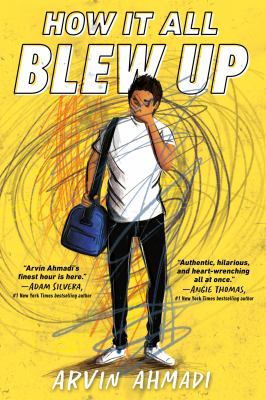 HOW IT ALL
BLEW UP
"Arvin Ahmadi's
finest hour is here."
—ADAM SILVERA,
#1 New York Times bestselling author
"Authentic, hilarious,
and heart-wrenching
all at once."
—ANGIE THOMAS,
#1 New York Times bestselling author
ARVIN AHMADI